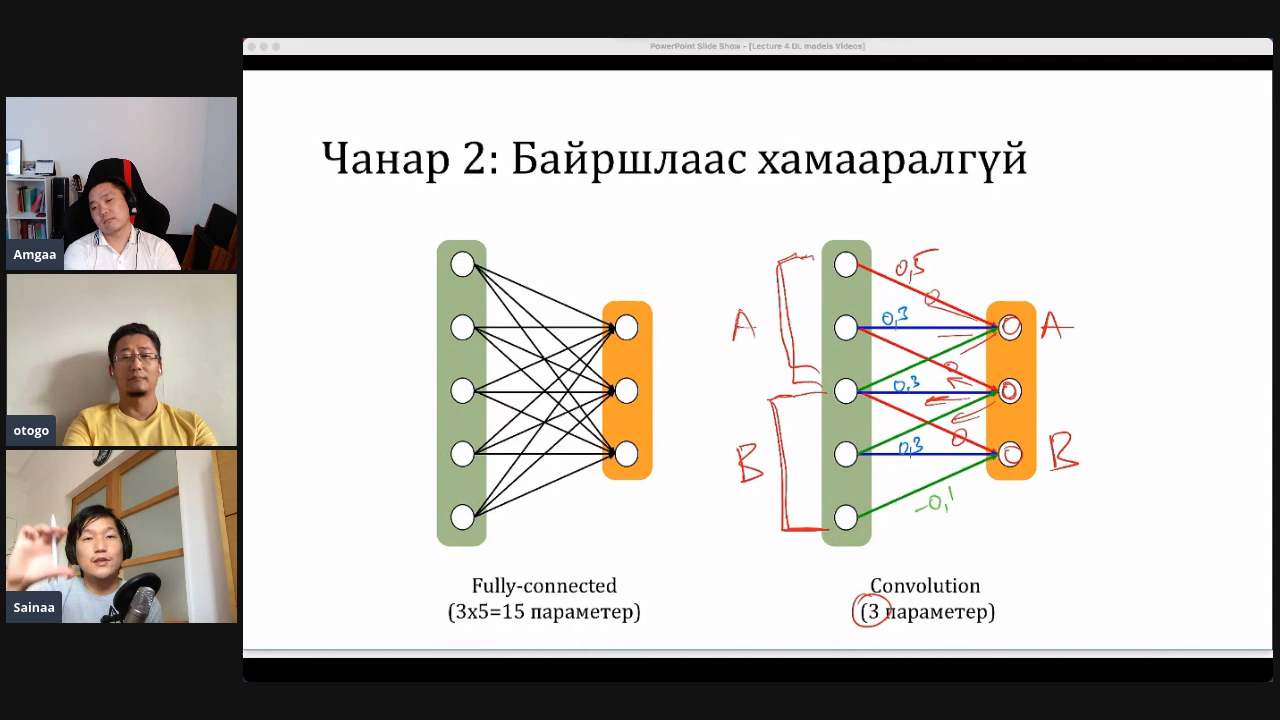 PowerPoint Slide Show - [Lecture 4 DL models Videos]
Чанар 2: Байршлаас хамааралгүй
Amgaa
otogo
Sainaa
0,5
0
0,3
A
A
0
0,3
0
0,3
B
B
-0,1
Fully-connected
(3x5=15 параметер)
Convolution
(3 параметер)